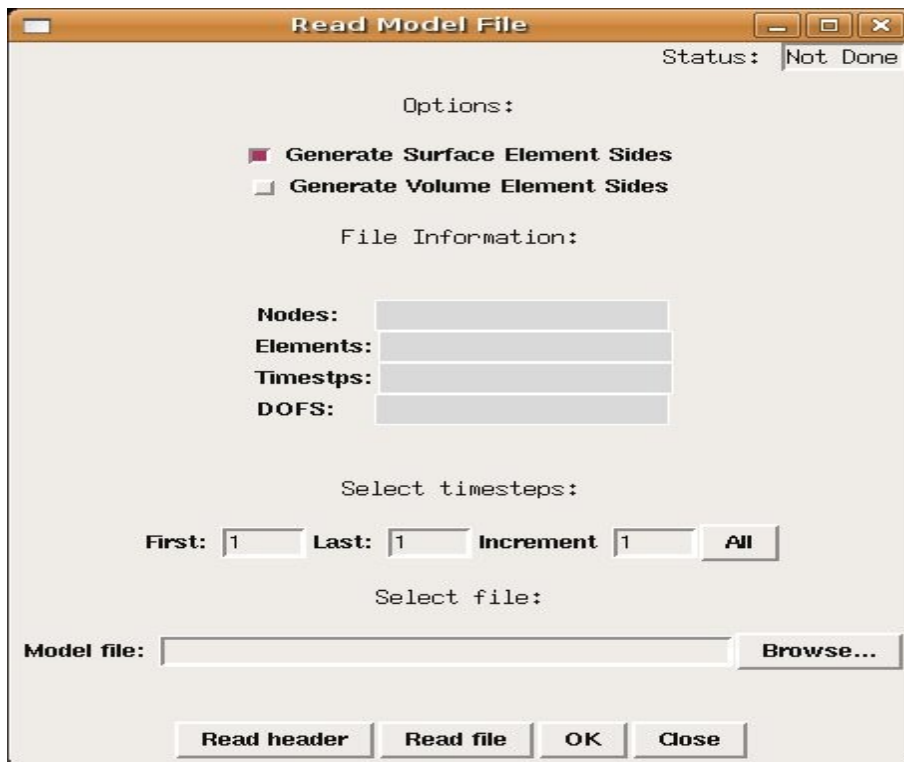 Read Model File
Status: Not Done
Options:
Generate Surface Element Sides
Generate Volume Element Sides
File Information:
Nodes:
Elements:
Timestps:
DOFS:
Select timesteps:
First: 1 Last: 1 Increment 1 All
Select file:
Model file: Browse...
Read header Read file OK Close